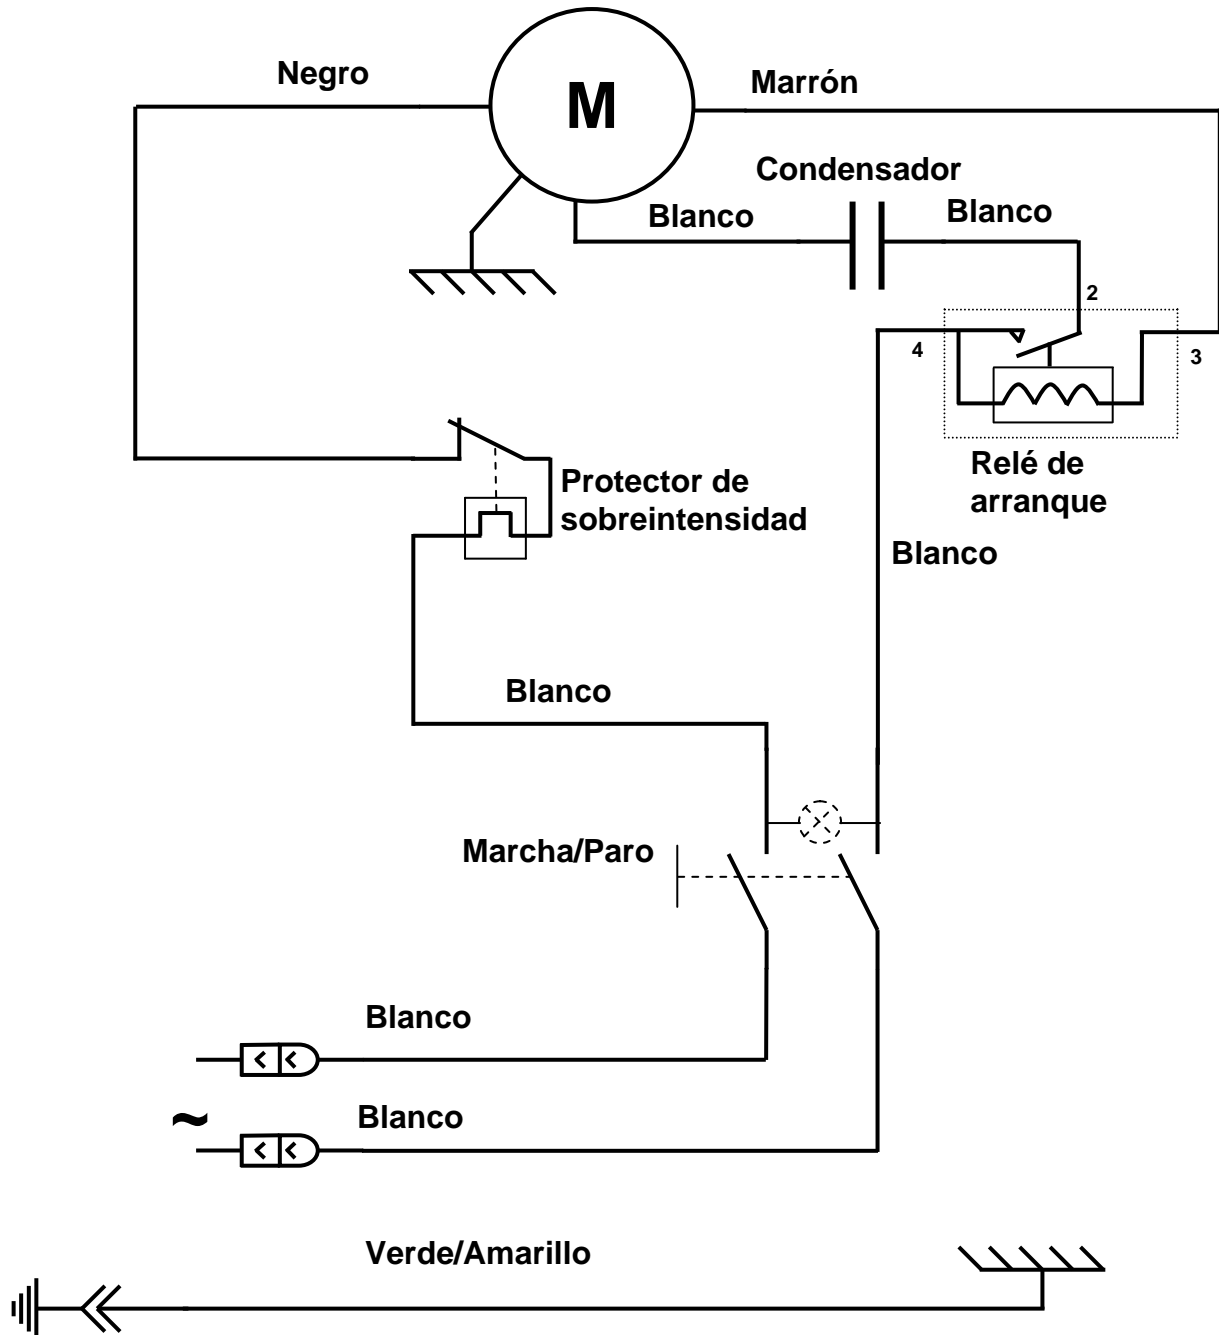 Negro
M
Marrón
Condensador
Blanco
Blanco
2
4
3
Relé de
arranque
Protector de
sobreintensidad
Blanco
Blanco
Marcha/Paro
Blanco
~
Blanco
Verde/Amarillo